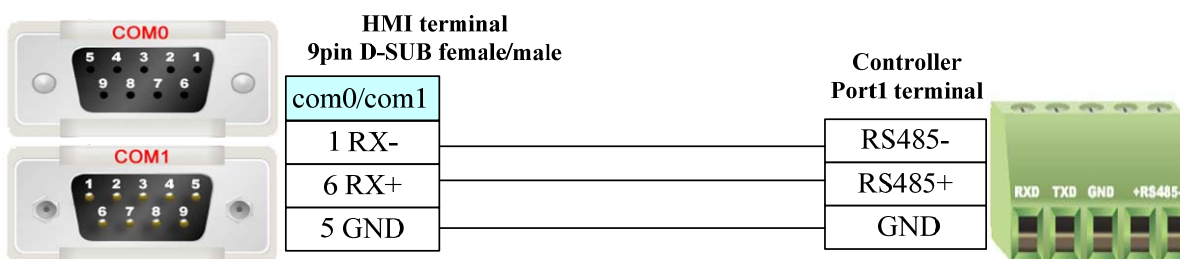 COM0
5 4 3 2 1
9 8 7 6
COM1
1 2 3 4 5
6 7 8 9
HMI terminal
9pin D-SUB female/male
com0/com1
1 RX-
6 RX+
5 GND
Controller
Port1 terminal
RS485-
RS485+
GND
RXD TXD GND +RS485-